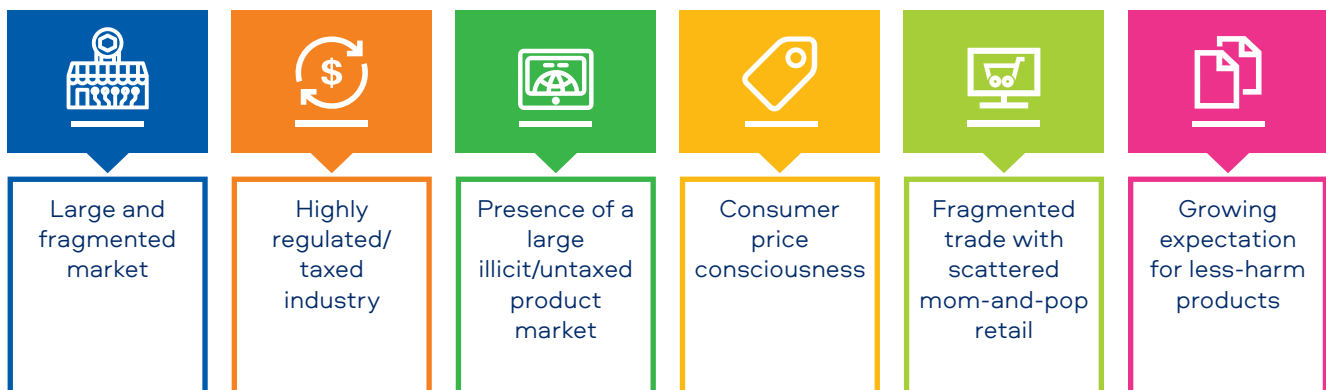 $
Large and
fragmented
market
Highly
regulated/
taxed
industry
Presence of a
large
illicit/untaxed
product
market
Consumer
price
consciousness
Fragmented
trade with
scattered
mom-and-pop
retail
Growing
expectation
for less-harm
products